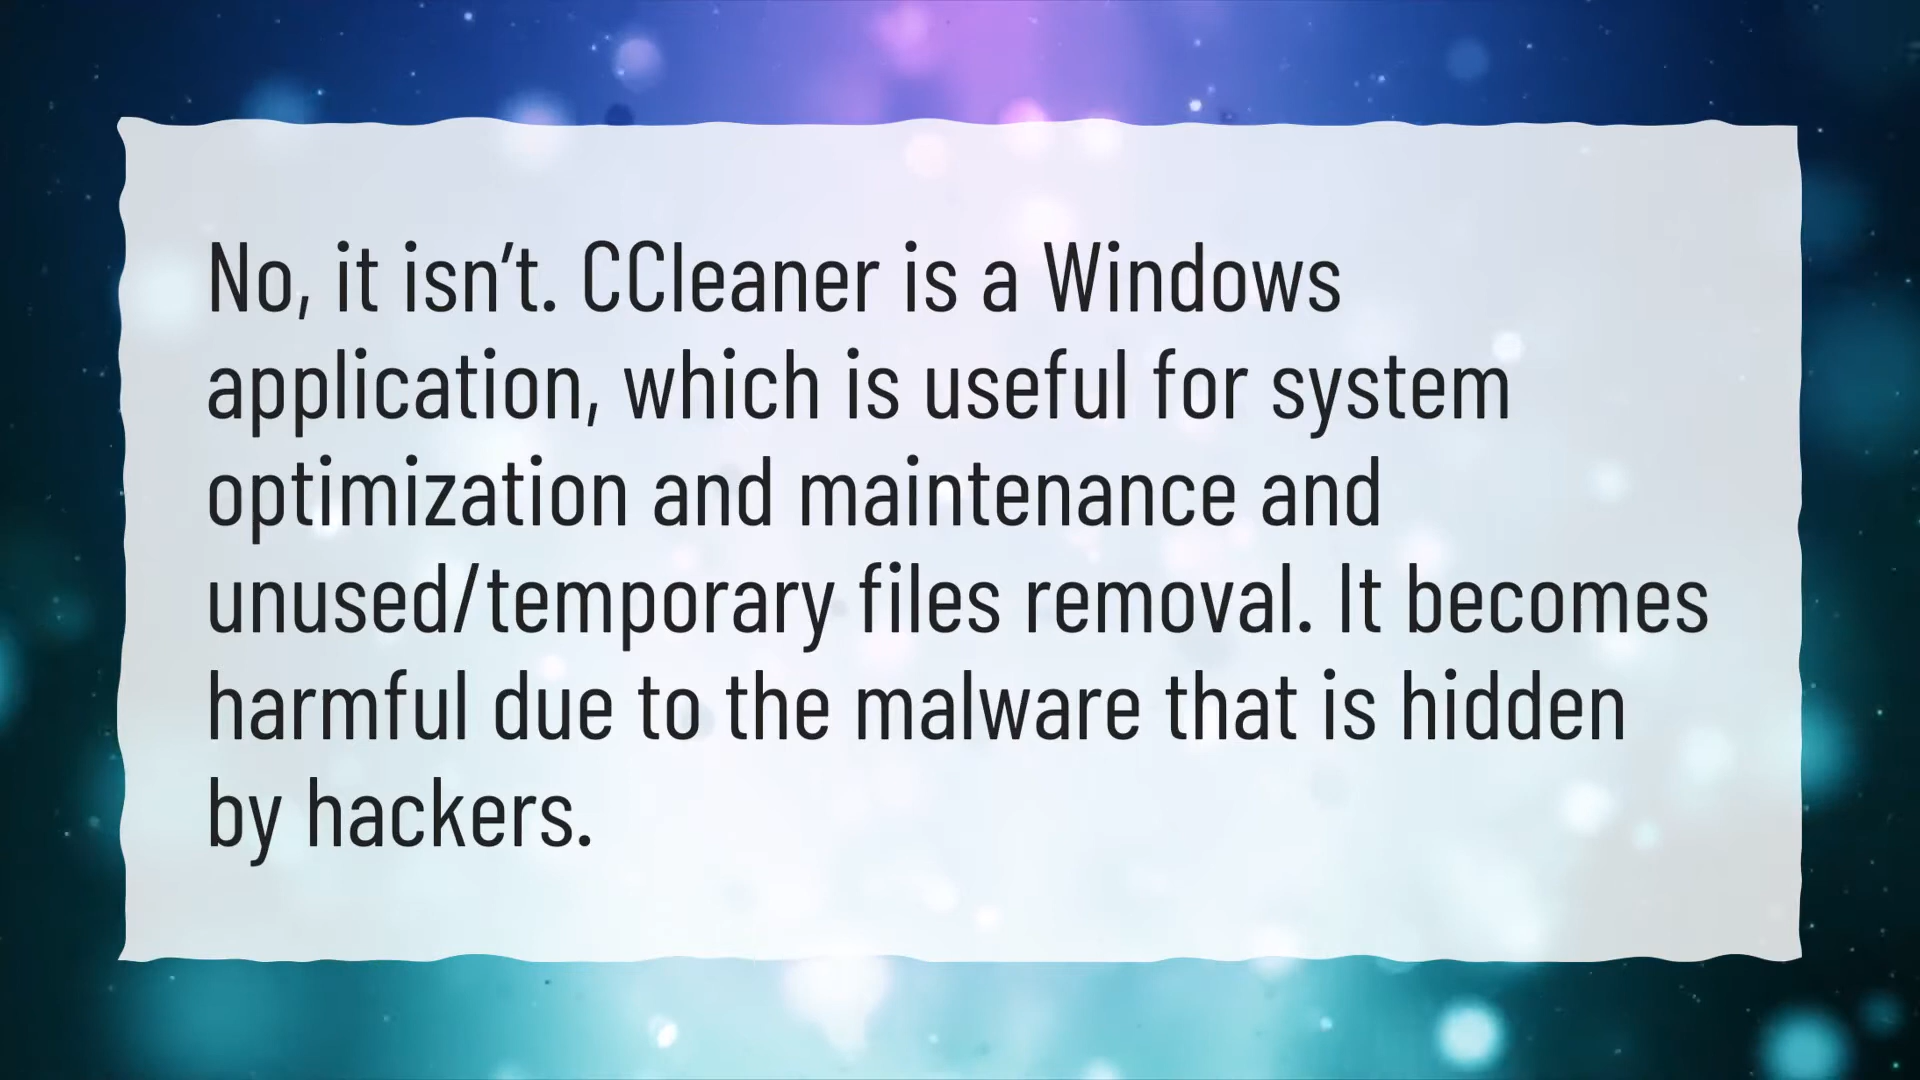 No, it isn’t. CCleaner is a Windows
application, which is useful for system
optimization and maintenance and
unused/temporary files removal. It becomes
harmful due to the malware that is hidden
by hackers.